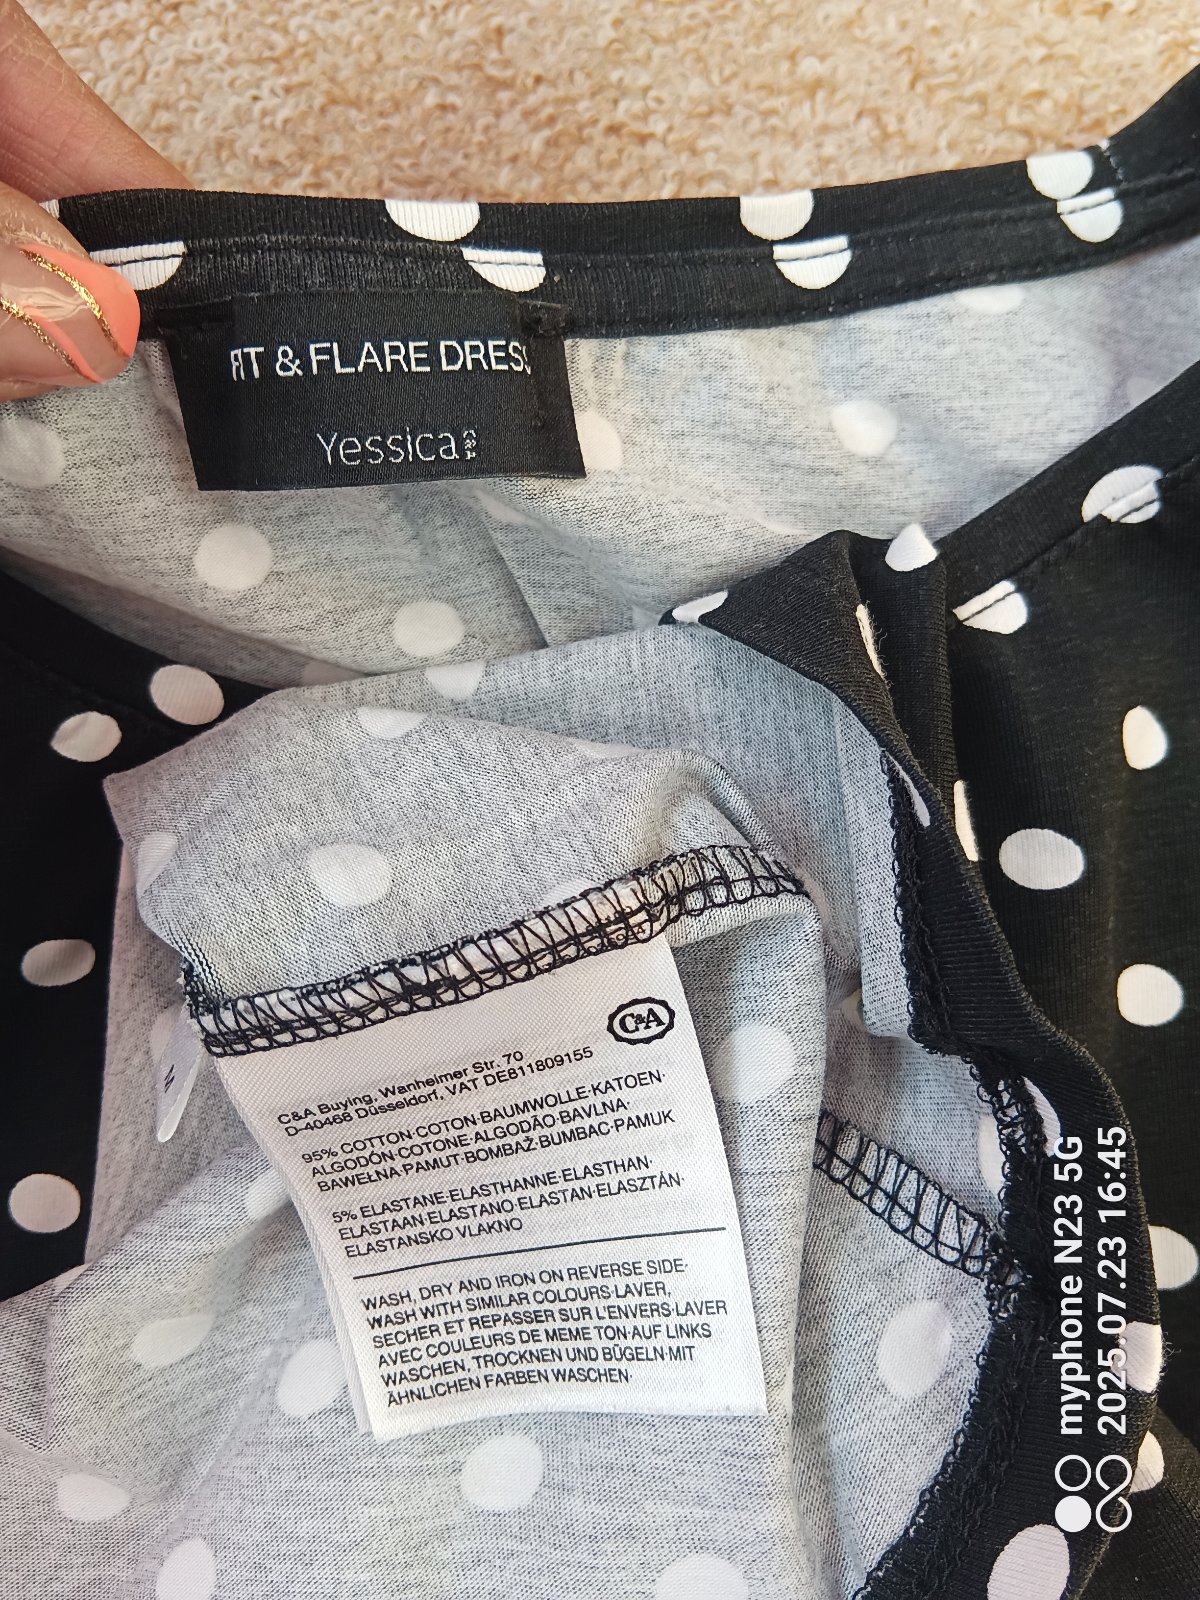 FIT & FLARE DRESS
Yessica
C&A
C&A Buying, Wanheimer Str. 70
D-40468 Düsseldorf, VAT DE811809155
95% COTTON·COTON·BAUMWOLLE·KATOEN·
ALGODÓN·COTONE·ALGODÃO·BAVLNA·
BAWEŁNA·PAMUT·BOMBAŽ·BUMBAC·PAMUK
5% ELASTANE·ELASTHANNE·ELASTHAN·
ELASTAAN·ELASTANO·ELASTAN·ELASZTÁN·
ELASTANSKO VLAKNO
WASH, DRY AND IRON ON REVERSE SIDE·
WASH WITH SIMILAR COLOURS·LAVER,
SECHER ET REPASSER SUR L'ENVERS·LAVER
AVEC COULEURS DE MEME TON·AUF LINKS
WASCHEN, TROCKNEN UND BÜGELN·MIT
ÄHNLICHEN FARBEN WASCHEN·
myphone N23 5G
2025.07.23 16:45